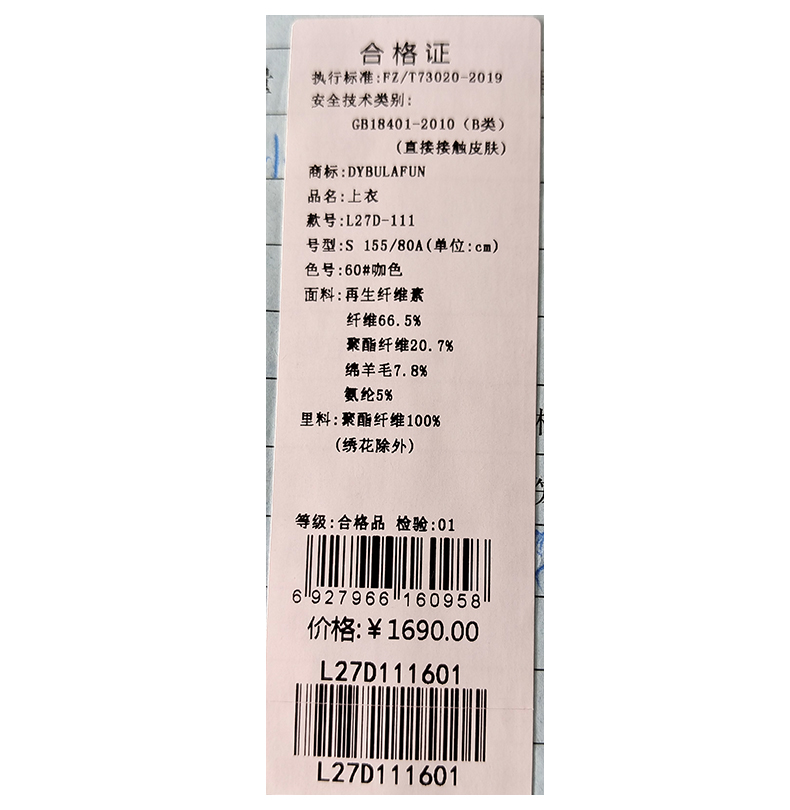 合格证
执行标准:FZ/T73020-2019
安全技术类别:
GB18401-2010（B类）
(直接接触皮肤)
商标:DYBULAFUN
品名:上衣
款号:L27D-111
号型:S 155/80A(单位:cm)
色号:60#咖色
面料:再生纤维素
纤维66.5%
聚酯纤维20.7%
绵羊毛7.8%
氨纶5%
里料:聚酯纤维100%
(绣花除外)
等级:合格品 检验:01
6 927966 160958
价格:￥1690.00
L27D111601
L27D111601